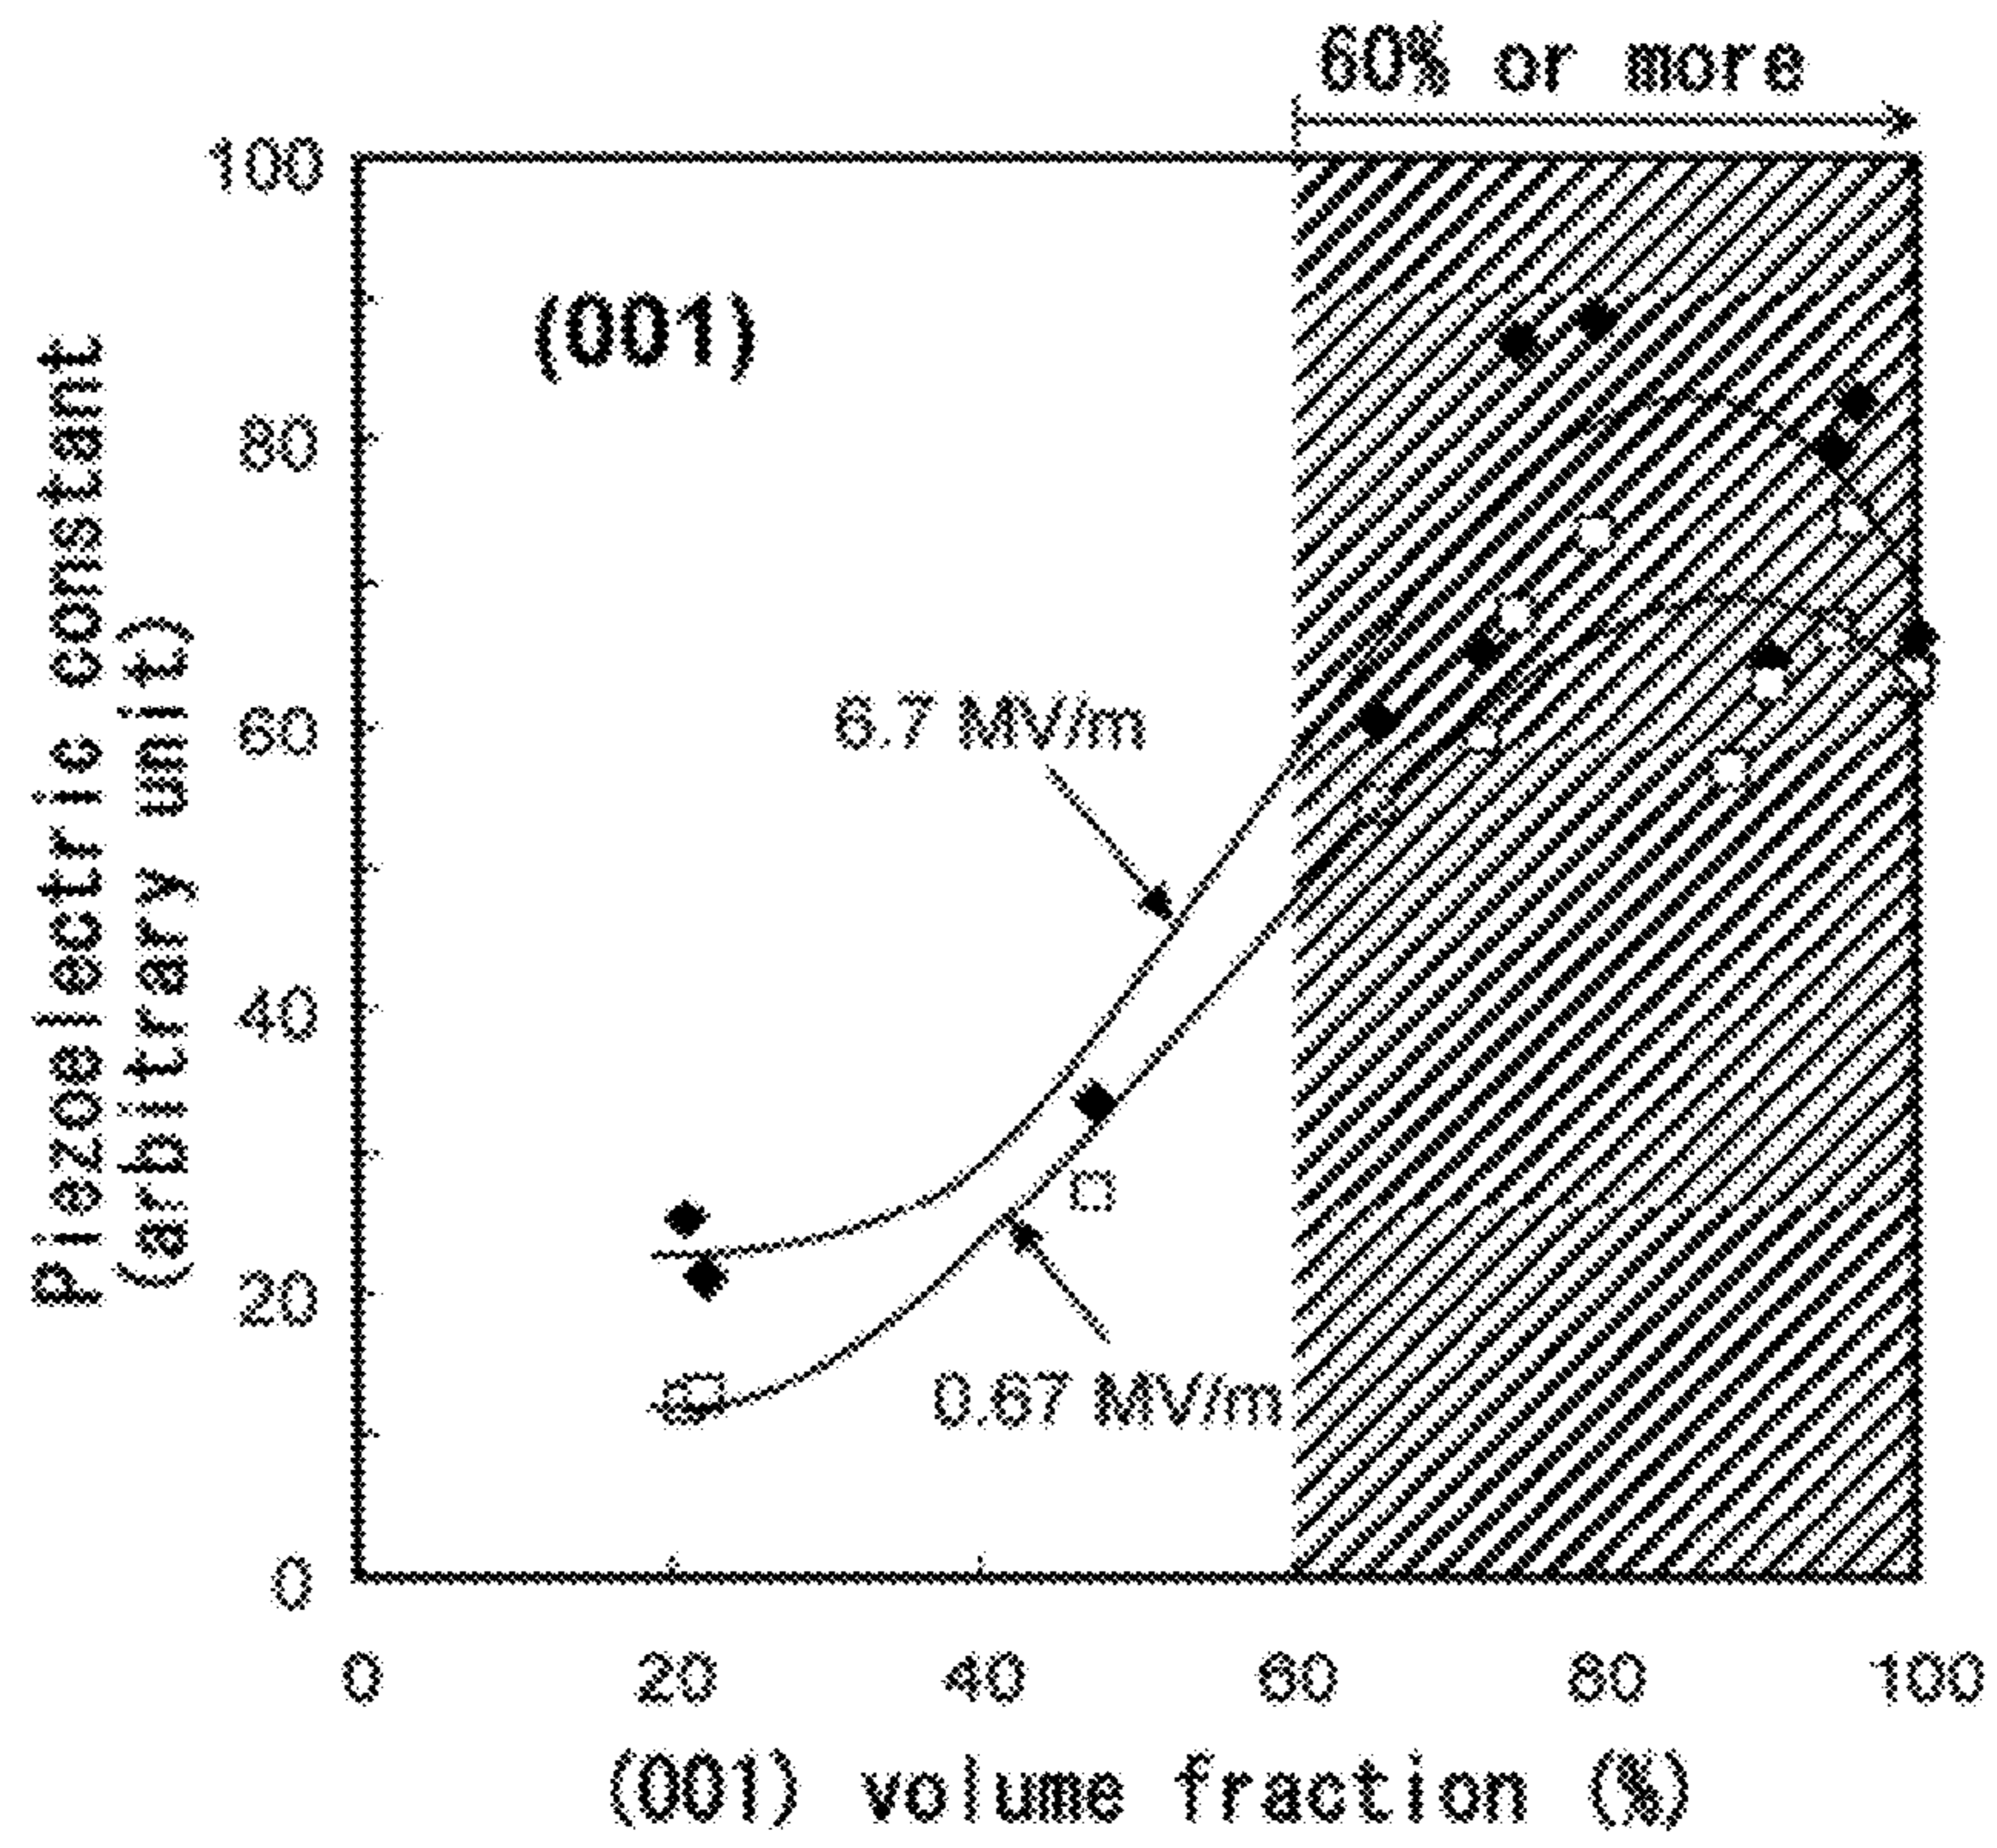 60% or more
100
80
60
40
20
0
Piezoelectric constant
(arbitrary unit)
(001)
6.7 MV/m
0.67 MV/m
0 20 40 60 80 100
(001) volume fraction (%)